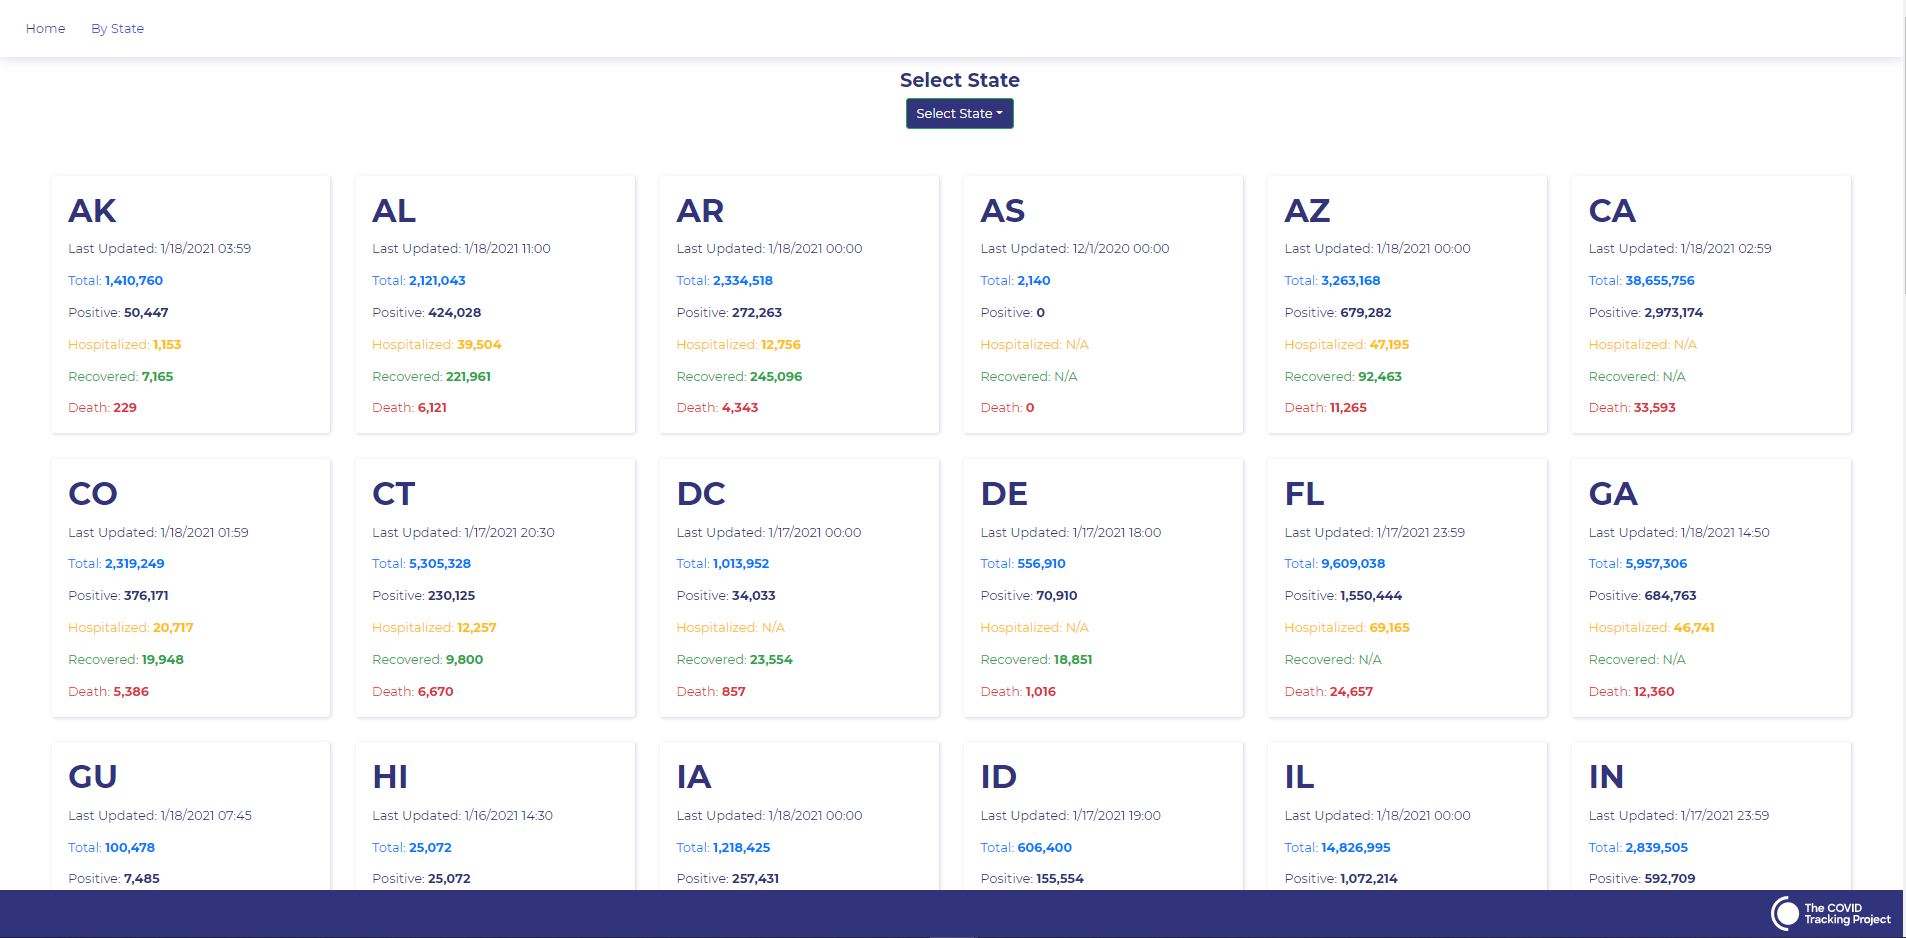 Home By State
Select State
Select State
AK
Last Updated: 1/18/2021 03:59
Total: 1,410,760
Positive: 50,447
Hospitalized: 1,153
Recovered: 7,165
Death: 229
AL
Last Updated: 1/18/2021 11:00
Total: 2,121,043
Positive: 424,028
Hospitalized: 39,504
Recovered: 221,961
Death: 6,121
AR
Last Updated: 1/18/2021 00:00
Total: 2,334,518
Positive: 272,263
Hospitalized: 12,756
Recovered: 245,096
Death: 4,343
AS
Last Updated: 12/1/2020 00:00
Total: 2,140
Positive: 0
Hospitalized: N/A
Recovered: N/A
Death: 0
AZ
Last Updated: 1/18/2021 00:00
Total: 3,263,168
Positive: 679,282
Hospitalized: 47,195
Recovered: 92,463
Death: 11,265
CA
Last Updated: 1/18/2021 02:59
Total: 38,655,756
Positive: 2,973,174
Hospitalized: N/A
Recovered: N/A
Death: 33,593
CO
Last Updated: 1/18/2021 01:59
Total: 2,319,249
Positive: 376,171
Hospitalized: 20,717
Recovered: 19,948
Death: 5,386
CT
Last Updated: 1/17/2021 20:30
Total: 5,305,328
Positive: 230,125
Hospitalized: 12,257
Recovered: 9,800
Death: 6,670
DC
Last Updated: 1/17/2021 00:00
Total: 1,013,952
Positive: 34,033
Hospitalized: N/A
Recovered: 23,554
Death: 857
DE
Last Updated: 1/17/2021 18:00
Total: 556,910
Positive: 70,910
Hospitalized: N/A
Recovered: 18,851
Death: 1,016
FL
Last Updated: 1/17/2021 23:59
Total: 9,609,038
Positive: 1,550,444
Hospitalized: 69,165
Recovered: N/A
Death: 24,657
GA
Last Updated: 1/18/2021 14:50
Total: 5,957,306
Positive: 684,763
Hospitalized: 46,741
Recovered: N/A
Death: 12,360
GU
Last Updated: 1/18/2021 07:45
Total: 100,478
Positive: 7,485
HI
Last Updated: 1/16/2021 14:30
Total: 25,072
Positive: 25,072
IA
Last Updated: 1/18/2021 00:00
Total: 1,218,425
Positive: 257,431
ID
Last Updated: 1/17/2021 19:00
Total: 606,400
Positive: 155,554
IL
Last Updated: 1/18/2021 00:00
Total: 14,826,995
Positive: 1,072,214
IN
Last Updated: 1/17/2021 23:59
Total: 2,839,505
Positive: 592,709
The COVID
Tracking Project